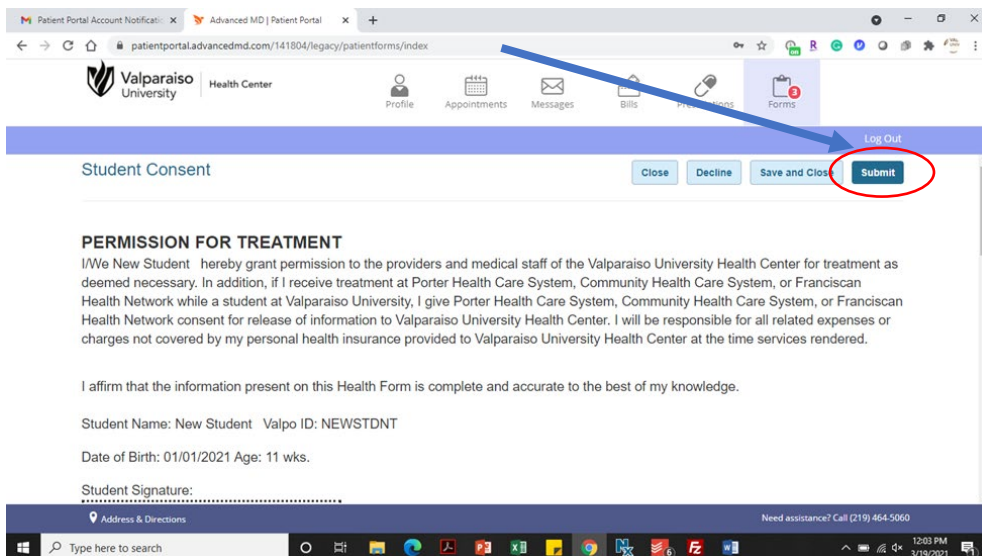 Patient Portal Account Notificatio
Advanced MD | Patient Portal
patientportal.advancedmd.com/141804/legacy/patientforms/index
Valparaiso
University
Health Center
Profile
Appointments
Messages
Bills
Forms
3
Log Out
Student Consent
Close
Decline
Save and Close
Submit
PERMISSION FOR TREATMENT
I/We New Student hereby grant permission to the providers and medical staff of the Valparaiso University Health Center for treatment as
deemed necessary. In addition, if I receive treatment at Porter Health Care System, Community Health Care System, or Franciscan
Health Network while a student at Valparaiso University, I give Porter Health Care System, Community Health Care System, or Franciscan
Health Network consent for release of information to Valparaiso University Health Center. I will be responsible for all related expenses or
charges not covered by my personal health insurance provided to Valparaiso University Health Center at the time services rendered.
I affirm that the information present on this Health Form is complete and accurate to the best of my knowledge.
Student Name: New Student Valpo ID: NEWSTDNT
Date of Birth: 01/01/2021 Age: 11 wks.
Student Signature:
Address & Directions
Need assistance? Call (219) 464-5060
Type here to search
12:03 PM
3/19/2021